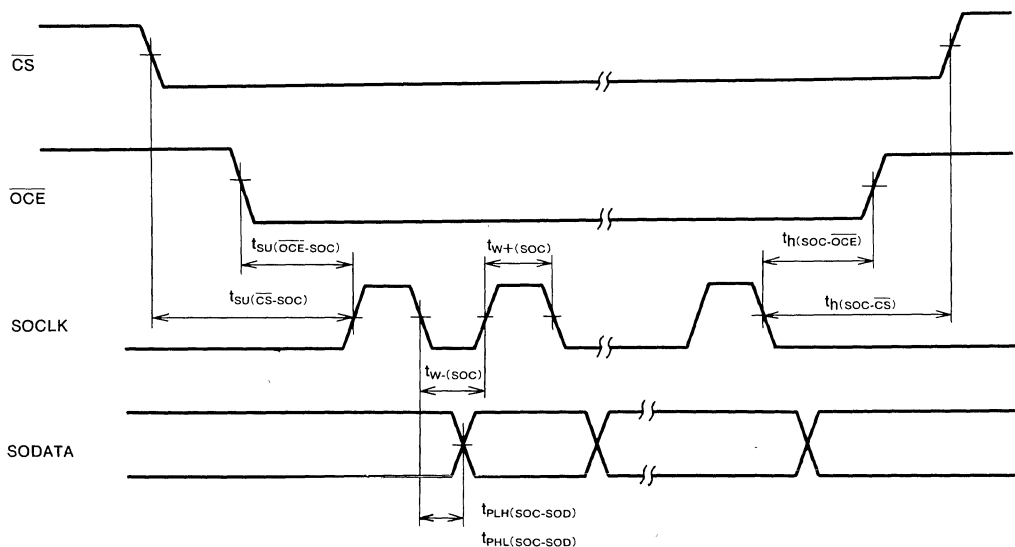 CS
OCE
tSU(OCE-SOC)
tW+(SOC)
th(SOC-OCE)
tSU(CS-SOC)
th(SOC-CS)
SOCLK
tW-(SOC)
SODATA
tPLH(SOC-SOD)
tPHL(SOC-SOD)